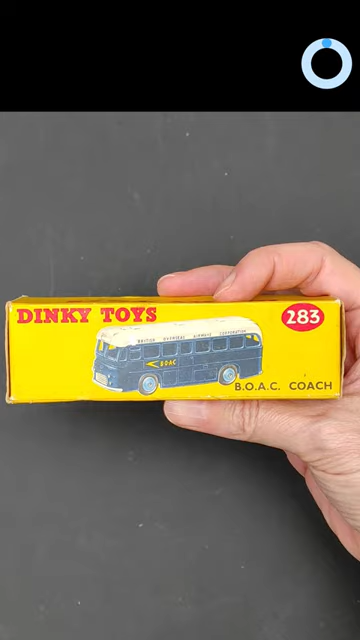 DINKY TOYS
283
BRITISH OVERSEAS AIRWAYS CORPORATION
BOAC
B.O.A.C. COACH